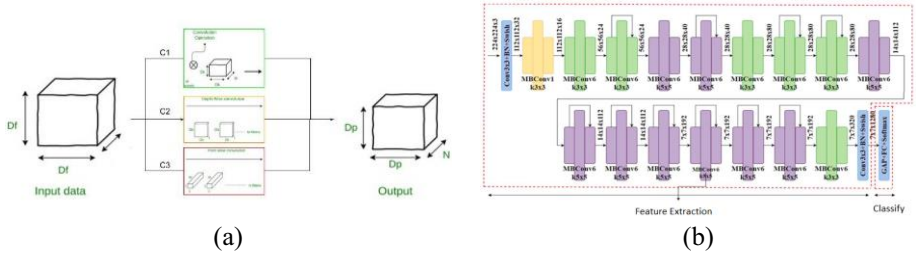 C1
Convolution
Operation
C2
C3
Df
Df
Input data
Dp
Dp
N
Output
(a)
224x224x3
Conv3x3+BN+Swish
112x112x32
MBConv1
k3x3
112x112x16
MBConv6
k3x3
56x56x24
MBConv6
k3x3
56x56x24
MBConv6
k5x5
28x28x40
MBConv6
k5x5
28x28x40
MBConv6
k3x3
28x28x80
MBConv6
k3x3
28x28x80
MBConv6
k3x3
28x28x80
MBConv6
k5x5
14x14x112
MBConv6
k5x5
14x14x112
MBConv6
k5x5
14x14x112
MBConv6
k5x5
7x7x192
MBConv6
k5x5
7x7x192
MBConv6
k5x5
7x7x192
MBConv6
k5x5
7x7x192
MBConv6
k3x3
7x7x320
Conv3x3+BN+Swish
7x7x1280
GAP+FC+Softmax
Feature Extraction
Classify
(b)